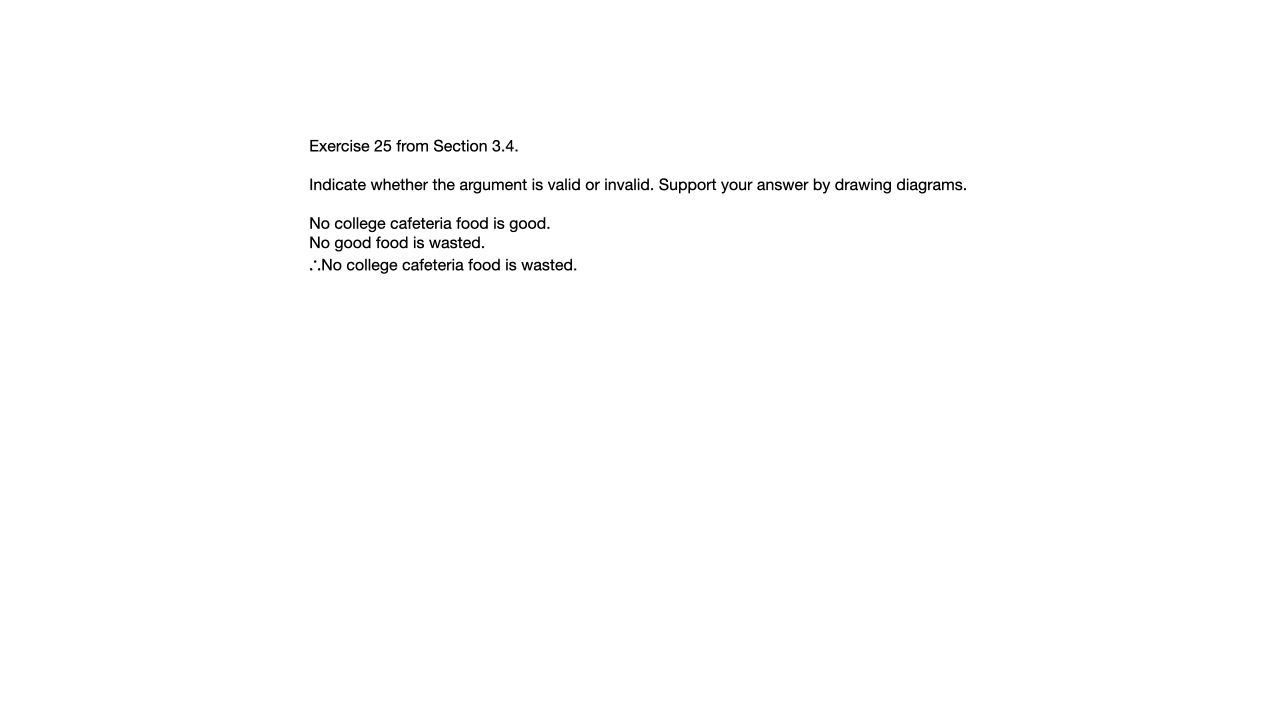 Exercise 25 from Section 3.4.
Indicate whether the argument is valid or invalid. Support your answer by drawing diagrams.
No college cafeteria food is good.
No good food is wasted.
∴No college cafeteria food is wasted.